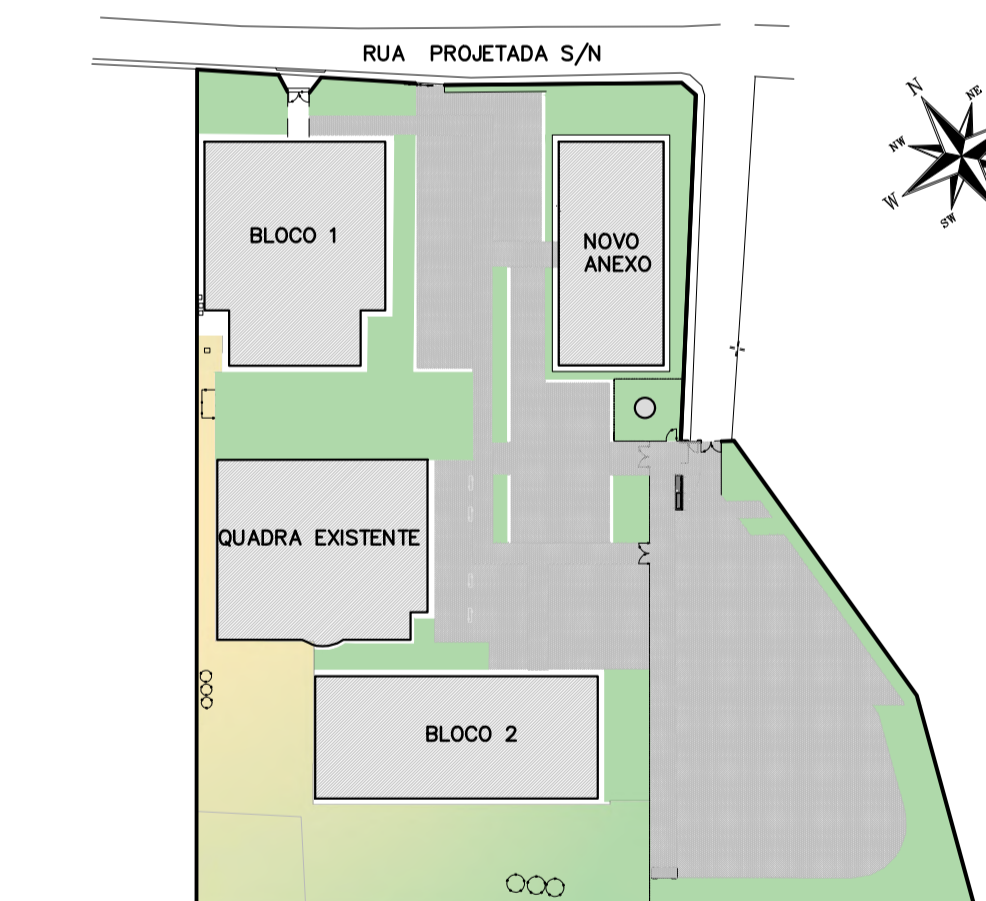 RUA PROJETADA S/N
N
NE
NW
W
SW
BLOCO 1
NOVO
ANEXO
QUADRA EXISTENTE
BLOCO 2